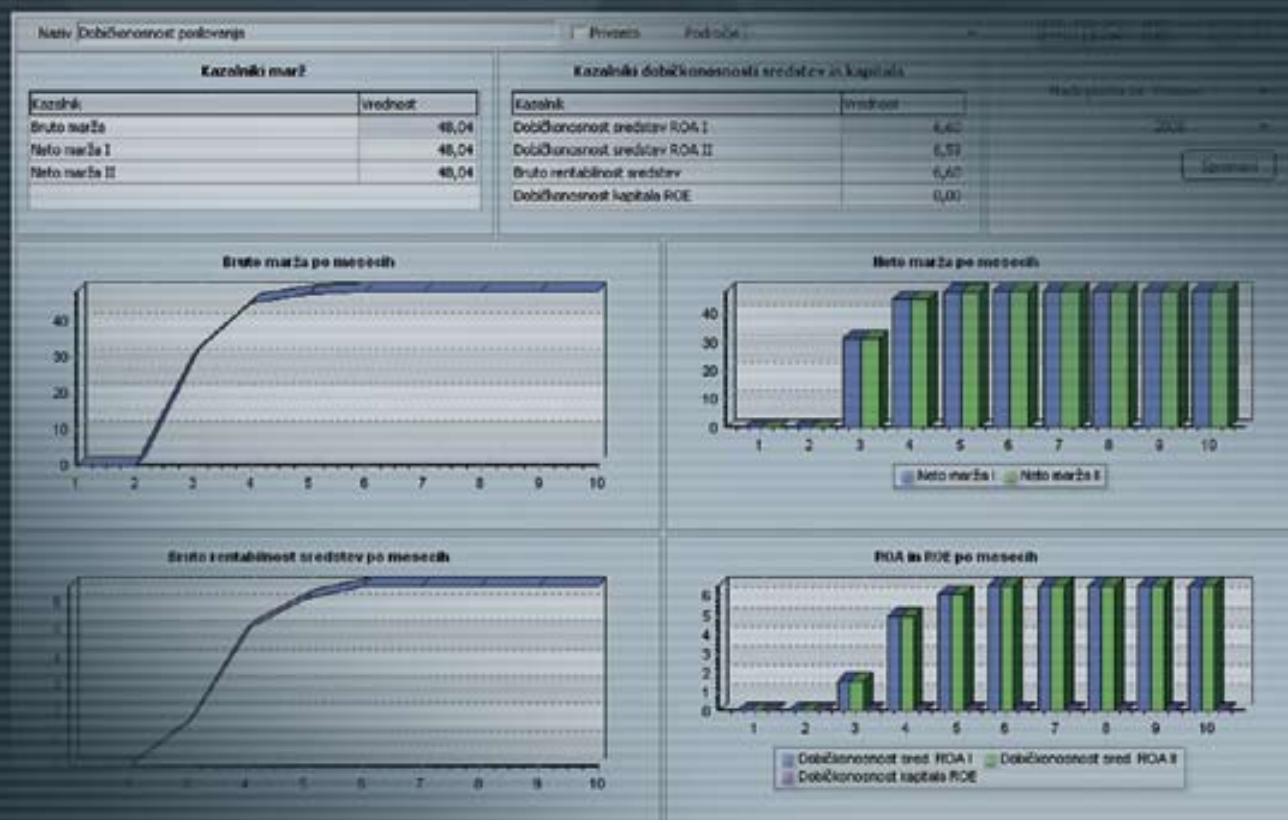 Naziv Dobičkonosnost poslovanja Privzeto Področje
Kazalniki marž
Kazalnik Vrednost
Bruto marža 48,04
Neto marža I 48,04
Neto marža II 48,04
Kazalniki dobičkonosnosti sredstev in kapitala
Kazalnik Vrednost
Dobičkonosnost sredstev ROA I 6,60
Dobičkonosnost sredstev ROA II 6,59
Bruto rentabilnost sredstev 6,60
Dobičkonosnost kapitala ROE 0,00
Bruto marža po mesecih
40
30
20
10
0
1 2 3 4 5 6 7 8 9 10
Neto marža po mesecih
40
30
20
10
0
1 2 3 4 5 6 7 8 9 10
Neto marža I Neto marža II
Bruto rentabilnost sredstev po mesecih
4 5 6 7 8 9 10
ROA in ROE po mesecih
6
5
4
3
2
1
0
1 2 3 4 5 6 7 8 9 10
Dobičkonosnost sred. ROA I Dobičkonosnost sred. ROA II
Dobičkonosnost kapitala ROE